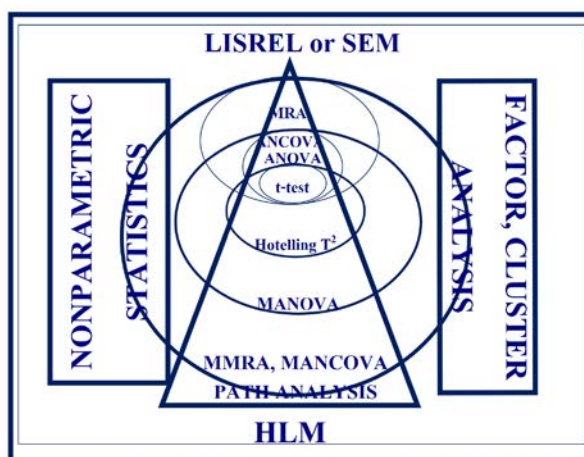 LISREL or SEM
NONPARAMETRIC
STATISTICS
MRA
ANCOVA
ANOVA
t-test
Hotelling T²
MANOVA
MMRA, MANCOVA
PATH ANALYSIS
FACTOR, CLUSTER
ANALYSIS
HLM